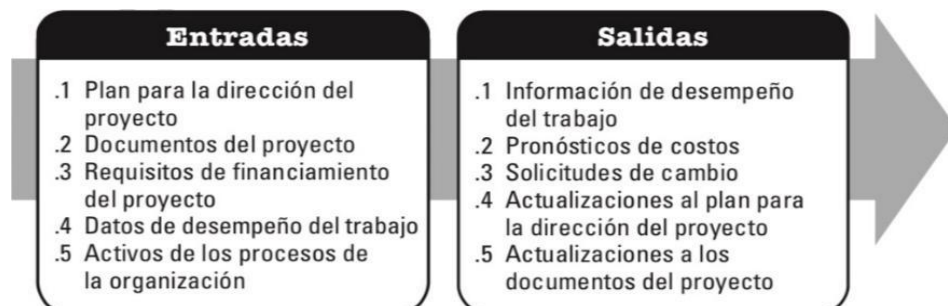 Entradas
.1 Plan para la dirección del
proyecto
.2 Documentos del proyecto
.3 Requisitos de financiamiento
del proyecto
.4 Datos de desempeño del trabajo
.5 Activos de los procesos de
la organización
Salidas
.1 Información de desempeño
del trabajo
.2 Pronósticos de costos
.3 Solicitudes de cambio
.4 Actualizaciones al plan para
la dirección del proyecto
.5 Actualizaciones a los
documentos del proyecto